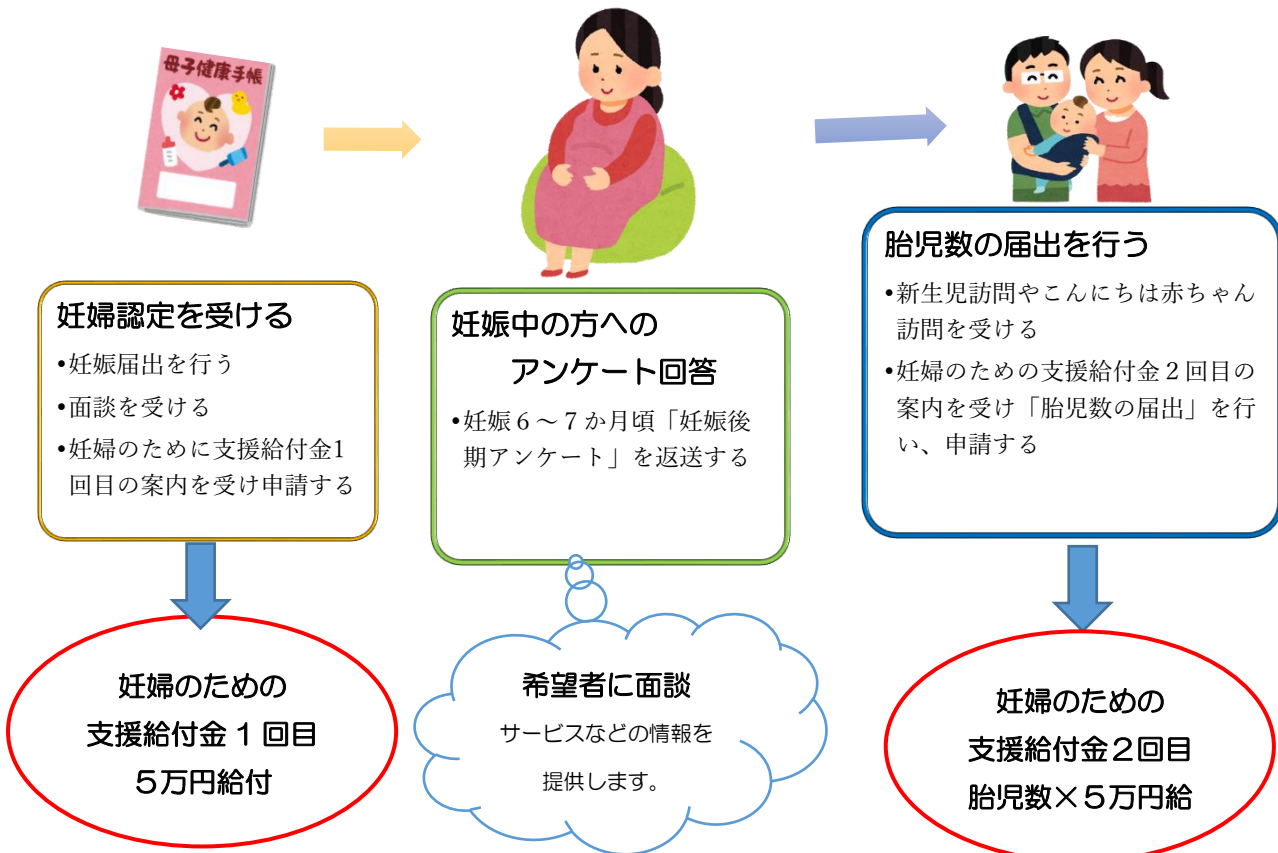 母子健康手帳
妊婦認定を受ける
•妊娠届出を行う
•面談を受ける
•妊婦のために支援給付金1
回目の案内を受け申請する
妊娠中の方への
アンケート回答
•妊娠６～７か月頃「妊娠後
期アンケート」を返送する
胎児数の届出を行う
•新生児訪問やこんにちは赤ちゃん
訪問を受ける
•妊婦のための支援給付金２回目の
案内を受け「胎児数の届出」を行
い、申請する
妊婦のための
支援給付金１回目
５万円給付
希望者に面談
サービスなどの情報を
提供します。
妊婦のための
支援給付金２回目
胎児数×５万円給